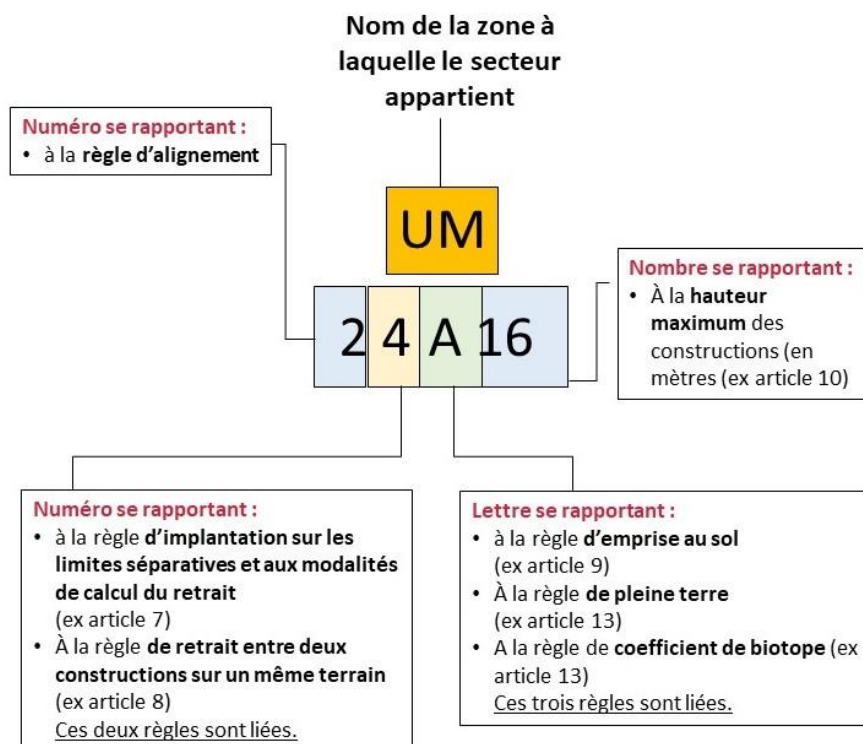 Nom de la zone à
laquelle le secteur
appartient
Numéro se rapportant :
• à la règle d'alignement
UM
2 4 A 16
Nombre se rapportant :
• À la hauteur
maximum des
constructions (en
mètres (ex article 10)
Numéro se rapportant :
• à la règle d'implantation sur les
limites séparatives et aux modalités
de calcul du retrait
(ex article 7)
• À la règle de retrait entre deux
constructions sur un même terrain
(ex article 8)
Ces deux règles sont liées.
Lettre se rapportant :
• à la règle d'emprise au sol
(ex article 9)
• À la règle de pleine terre
(ex article 13)
• A la règle de coefficient de biotope (ex
article 13)
Ces trois règles sont liées.